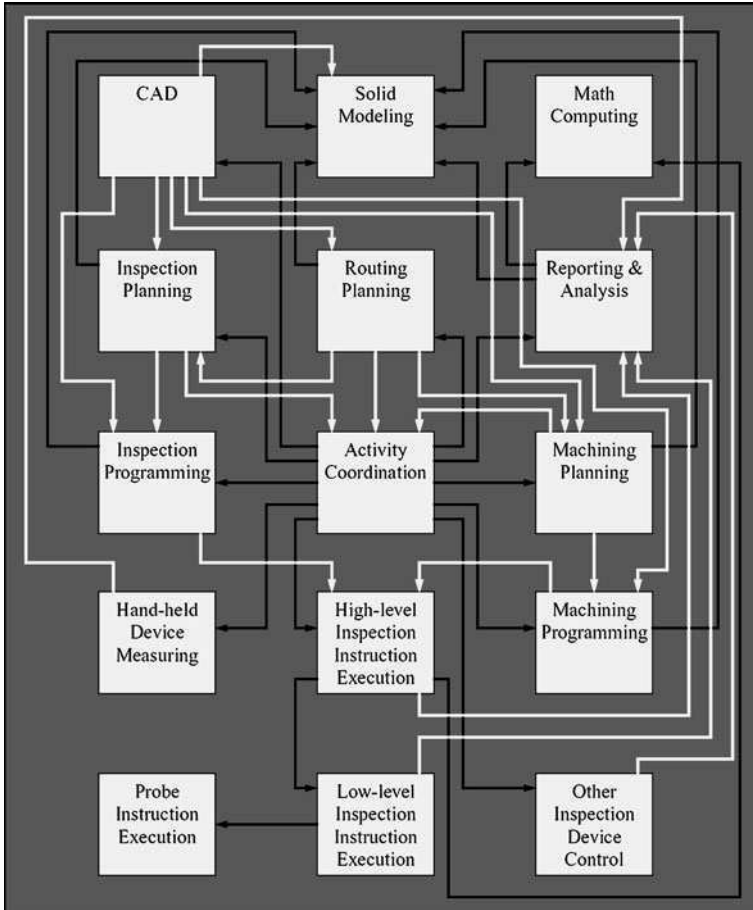 CAD
Solid
Modeling
Math
Computing
Inspection
Planning
Routing
Planning
Reporting &
Analysis
Inspection
Programming
Activity
Coordination
Machining
Planning
Hand-held
Device
Measuring
High-level
Inspection
Instruction
Execution
Machining
Programming
Probe
Instruction
Execution
Low-level
Inspection
Instruction
Execution
Other
Inspection
Device
Control